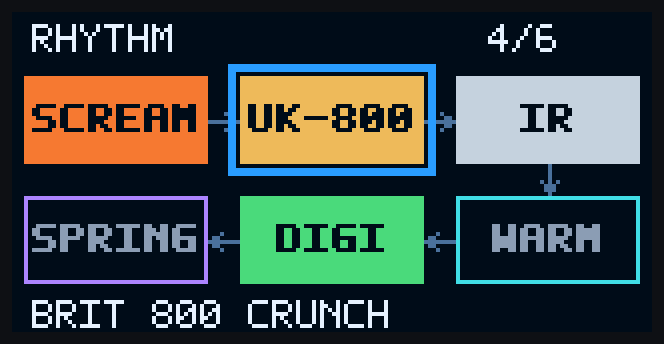 RHYTHM 4/6
SCREAM UK-800 IR
SPRING DIGI WARM
BRIT 800 CRUNCH